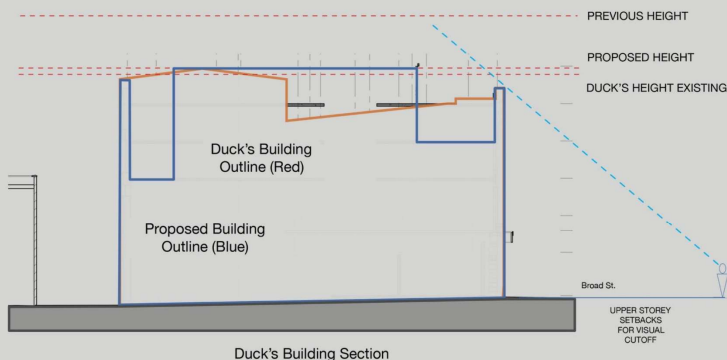 PREVIOUS HEIGHT
PROPOSED HEIGHT
DUCK'S HEIGHT EXISTING
Duck's Building
Outline (Red)
Proposed Building
Outline (Blue)
Broad St.
UPPER STOREY
SETBACKS
FOR VISUAL
CUTOFF
Duck's Building Section